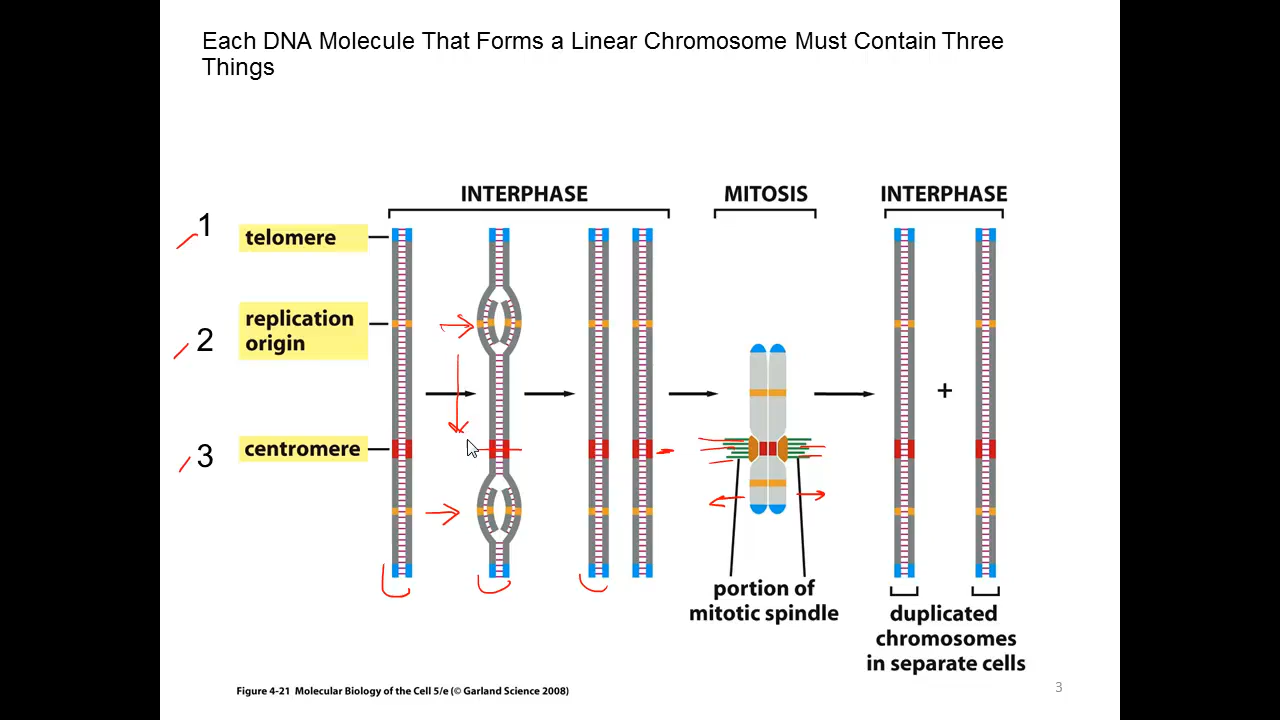 Each DNA Molecule That Forms a Linear Chromosome Must Contain Three
Things
INTERPHASE
MITOSIS
INTERPHASE
1
telomere
2
replication
origin
3
centromere
+
portion of
mitotic spindle
duplicated
chromosomes
in separate cells
Figure 4-21 Molecular Biology of the Cell 5/e (© Garland Science 2008)
3